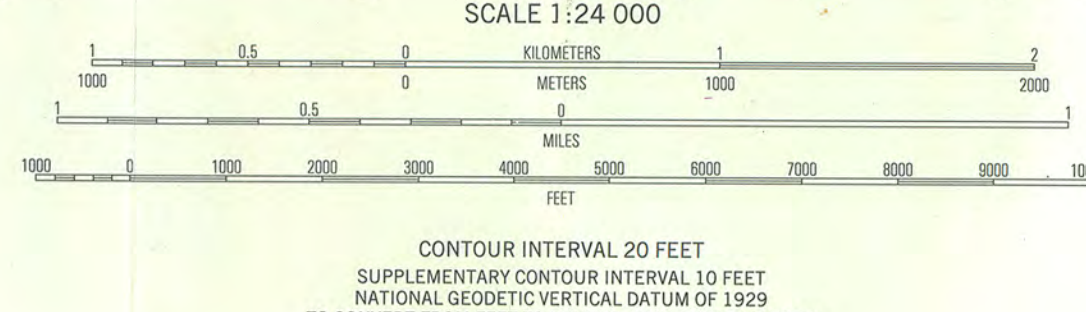 SCALE 1:24 000
1 0.5 0 KILOMETERS 1 2
1000 0 METERS 1000 2000
1 0.5 0 1
MILES
1000 0 1000 2000 3000 4000 5000 6000 7000 8000 9000
FEET
CONTOUR INTERVAL 20 FEET
SUPPLEMENTARY CONTOUR INTERVAL 10 FEET
NATIONAL GEODETIC VERTICAL DATUM OF 1929